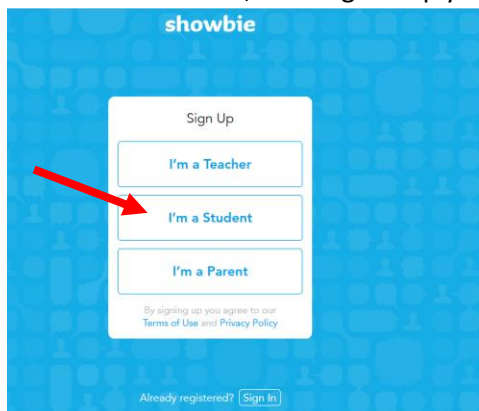 showbie
Sign Up
I'm a Teacher
I'm a Student
I'm a Parent
By signing up you agree to our
Terms of Use and Privacy Policy
Already registered? Sign In